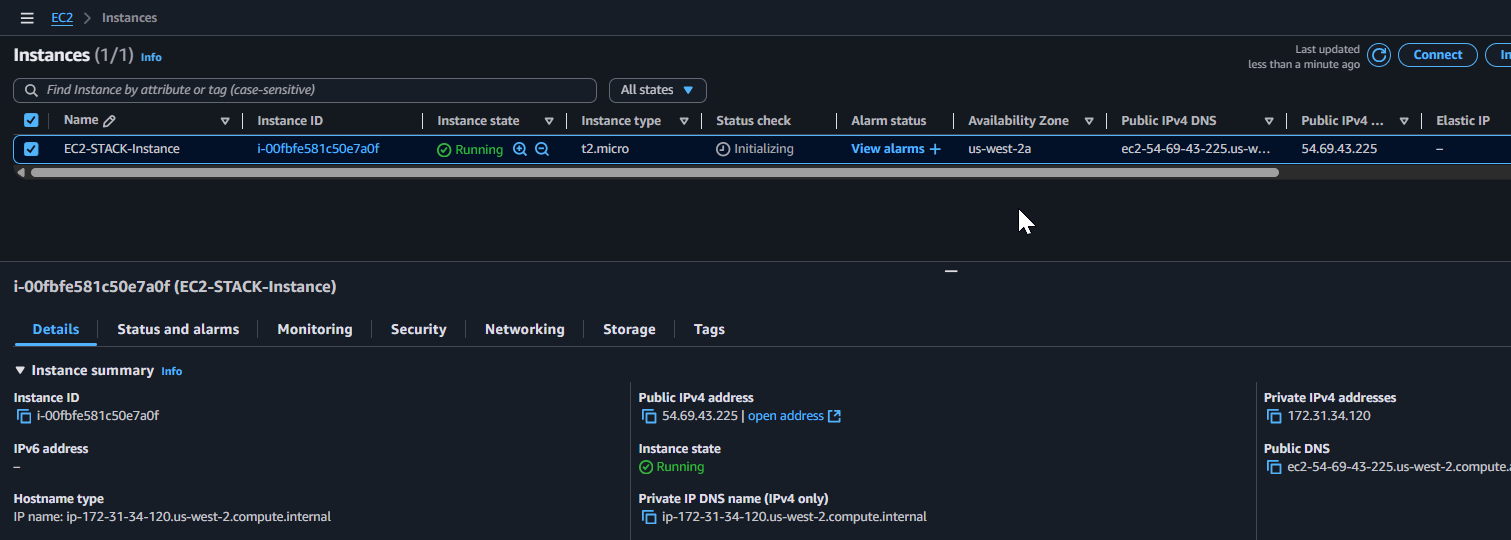 EC2 > Instances
Instances (1/1) Info
Last updated
less than a minute ago
Connect
In
Find Instance by attribute or tag (case-sensitive)
All states
Name Instance ID Instance state Instance type Status check Alarm status Availability Zone Public IPv4 DNS Public IPv4 ... Elastic IP
EC2-STACK-Instance i-00fbfe581c50e7a0f Running t2.micro Initializing View alarms + us-west-2a ec2-54-69-43-225.us-w... 54.69.43.225 –
i-00fbfe581c50e7a0f (EC2-STACK-Instance)
Details Status and alarms Monitoring Security Networking Storage Tags
Instance summary Info
Instance ID
i-00fbfe581c50e7a0f
Public IPv4 address
54.69.43.225 | open address
Private IPv4 addresses
172.31.34.120
IPv6 address
–
Instance state
Running
Public DNS
ec2-54-69-43-225.us-west-2.compute.a
Hostname type
IP name: ip-172-31-34-120.us-west-2.compute.internal
Private IP DNS name (IPv4 only)
ip-172-31-34-120.us-west-2.compute.internal